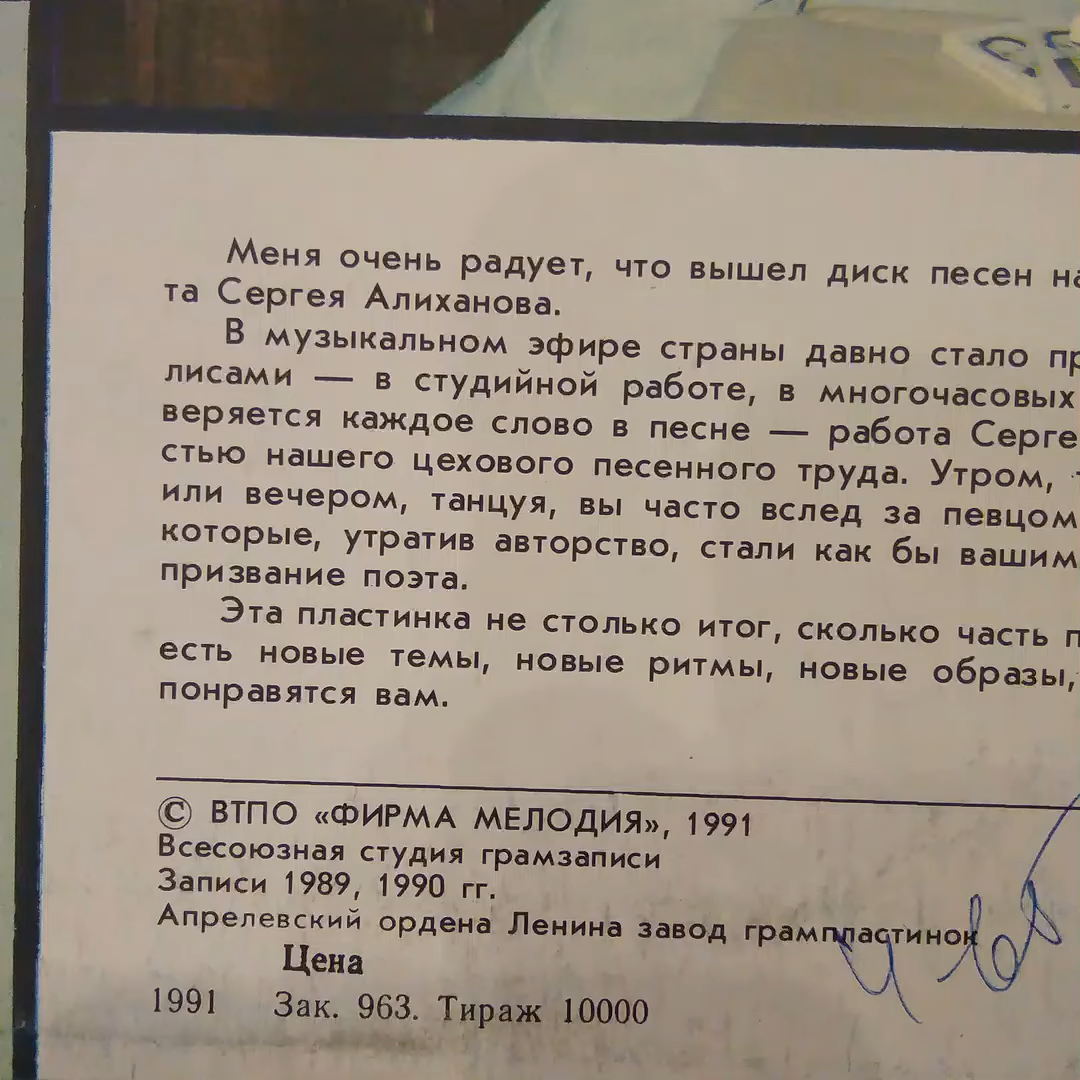 Меня очень радует, что вышел диск песен на
та Сергея Алиханова.
В музыкальном эфире страны давно стало пр
лисами — в студийной работе, в многочасовых
веряется каждое слово в песне — работа Серге
стью нашего цехового песенного труда. Утром,
или вечером, танцуя, вы часто вслед за певцом
которые, утратив авторство, стали как бы вашим
призвание поэта.
Эта пластинка не столько итог, сколько часть п
есть новые темы, новые ритмы, новые образы,
понравятся вам.
© ВТПО «ФИРМА МЕЛОДИЯ», 1991
Всесоюзная студия грамзаписи
Записи 1989, 1990 гг.
Апрелевский ордена Ленина завод грампластинок
Цена
1991 Зак. 963. Тираж 10000